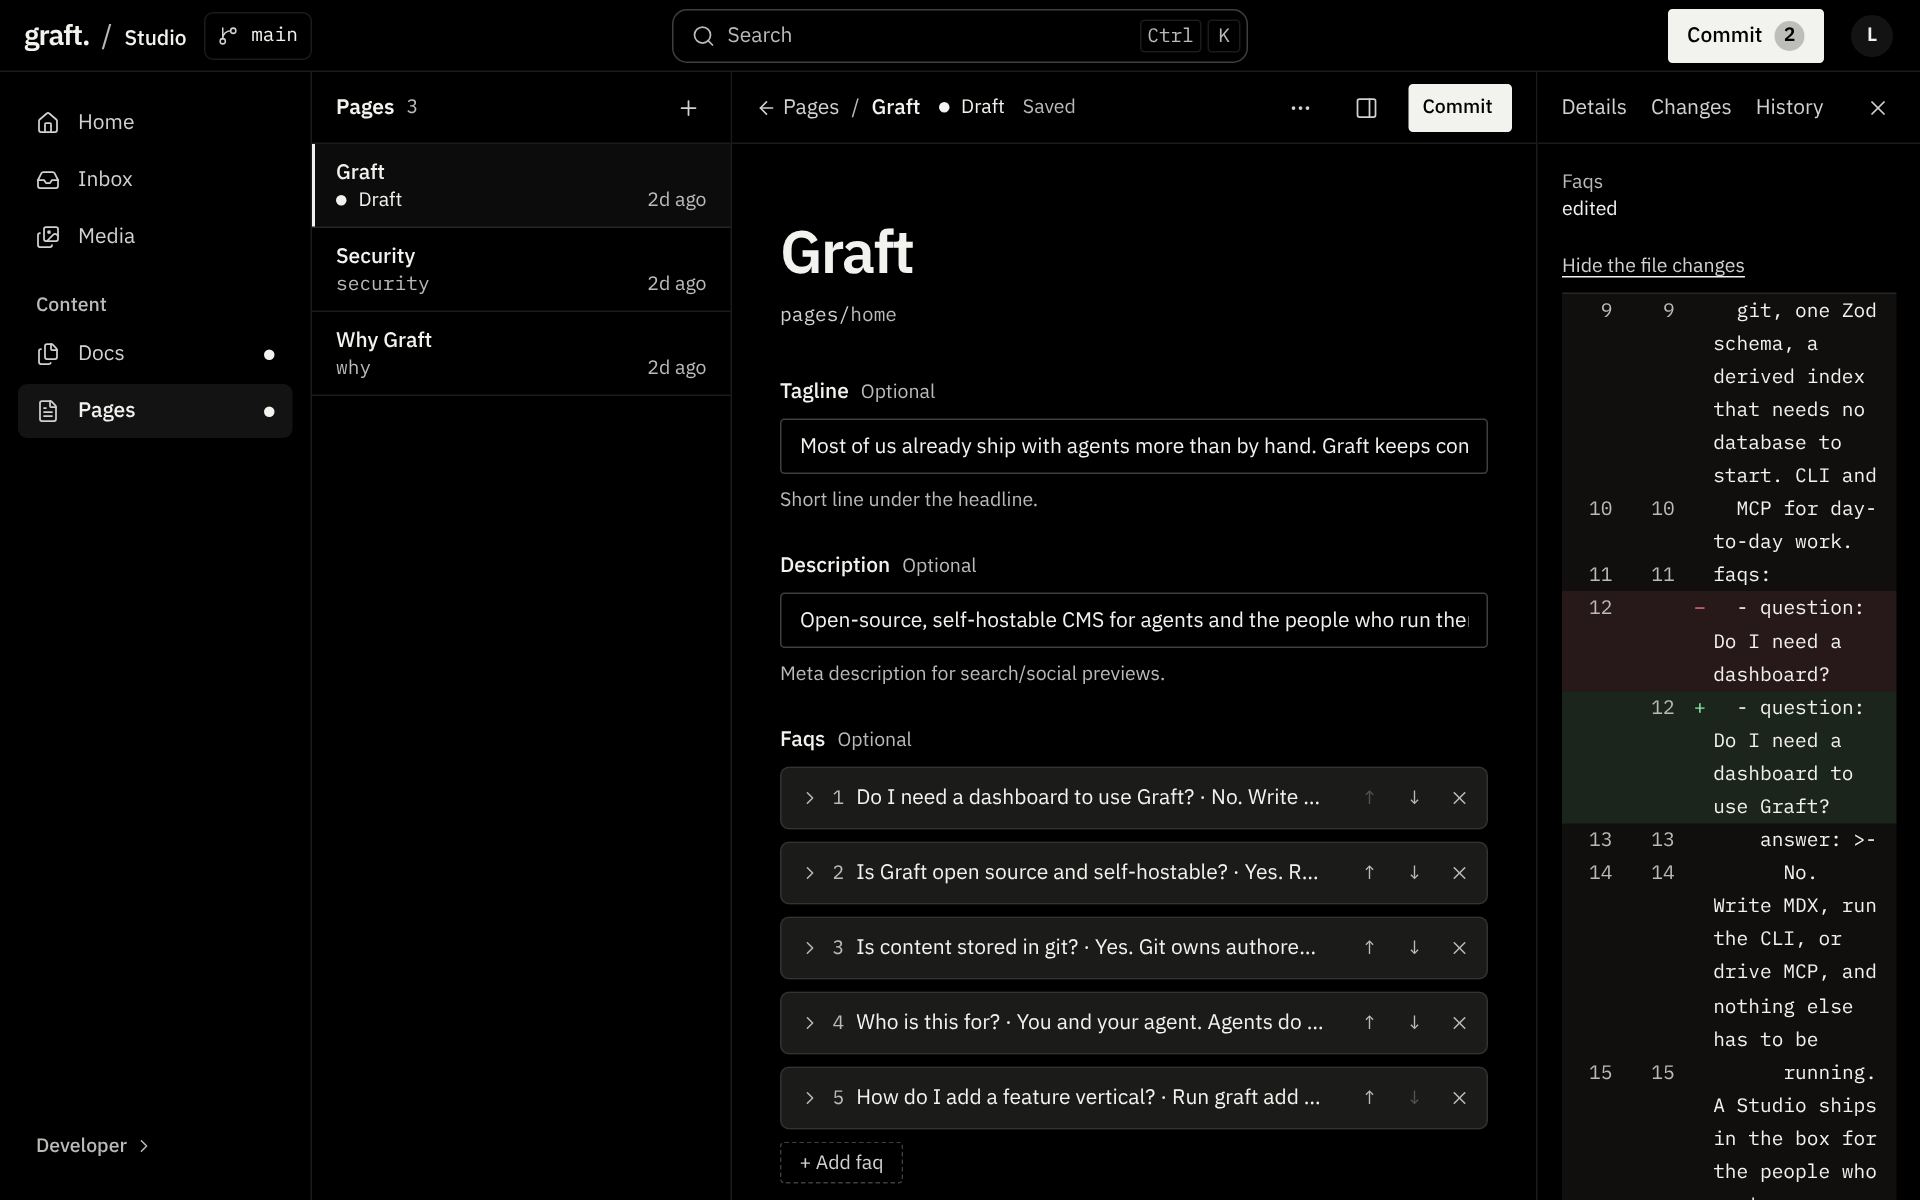 graft. / Studio main
Search Ctrl K
Commit 2 L
Home
Inbox
Media
Content
Docs
Pages
Developer
Pages 3 +
Graft
Draft 2d ago
Security
security 2d ago
Why Graft
why 2d ago
← Pages / Graft ● Draft Saved ... Commit
Graft
pages/home
Tagline Optional
Most of us already ship with agents more than by hand. Graft keeps con
Short line under the headline.
Description Optional
Open-source, self-hostable CMS for agents and the people who run the
Meta description for search/social previews.
Faqs Optional
1 Do I need a dashboard to use Graft? · No. Write ...
2 Is Graft open source and self-hostable? · Yes. R...
3 Is content stored in git? · Yes. Git owns authore...
4 Who is this for? · You and your agent. Agents do ...
5 How do I add a feature vertical? · Run graft add ...
+ Add faq
Details Changes History
Faqs
edited
Hide the file changes
9 9 git, one Zod
schema, a
derived index
that needs no
database to
start. CLI and
10 10 MCP for day-
to-day work.
11 11 faqs:
12 - - question:
Do I need a
dashboard?
12 + - question:
Do I need a
dashboard to
use Graft?
13 13 answer: >-
14 14 No.
Write MDX, run
the CLI, or
drive MCP, and
nothing else
has to be
15 15 running.
A Studio ships
in the box for
the people who